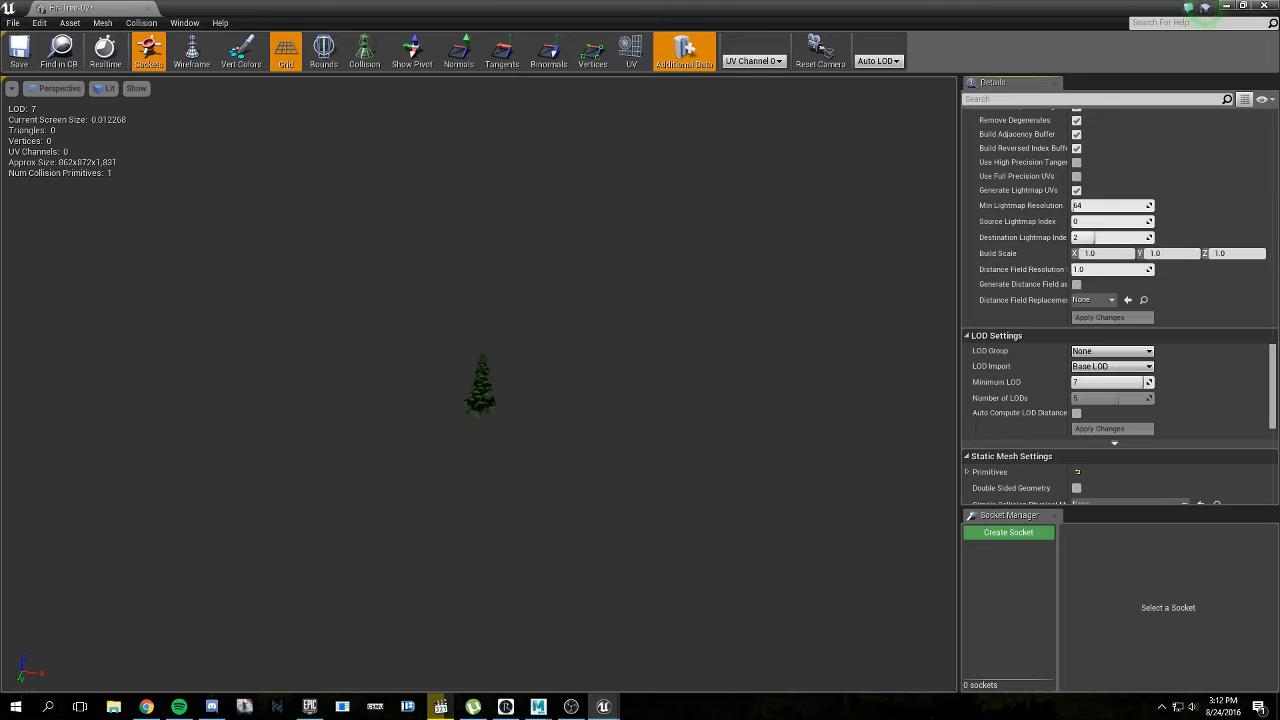 Fir-Tree-02*
File Edit Asset Mesh Collision Window Help
Search For Help
Save Find in CB Realtime Sockets Wireframe Vert Colors Grid Bounds Collision Show Pivot Normals Tangents Binormals Vertices UV Additional Data UV Channel 0 Reset Camera Auto LOD
Perspective Lit Show
LOD: 7
Current Screen Size: 0.012268
Triangles: 0
Vertices: 0
UV Channels: 0
Approx Size: 862x872x1,831
Num Collision Primitives: 1
Details
Search
Remove Degenerates
Build Adjacency Buffer
Build Reversed Index Buff
Use High Precision Tanger
Use Full Precision UVs
Generate Lightmap UVs
Min Lightmap Resolution 64
Source Lightmap Index 0
Destination Lightmap Inde 2
Build Scale X 1.0 Y 1.0 Z 1.0
Distance Field Resolution 1.0
Generate Distance Field as
Distance Field Replaceme None
Apply Changes
LOD Settings
LOD Group None
LOD Import Base LOD
Minimum LOD 7
Number of LODs 5
Auto Compute LOD Distance
Apply Changes
Static Mesh Settings
Primitives
Double Sided Geometry
Socket Manager
Create Socket
Select a Socket
0 sockets
3:12 PM
8/24/2016